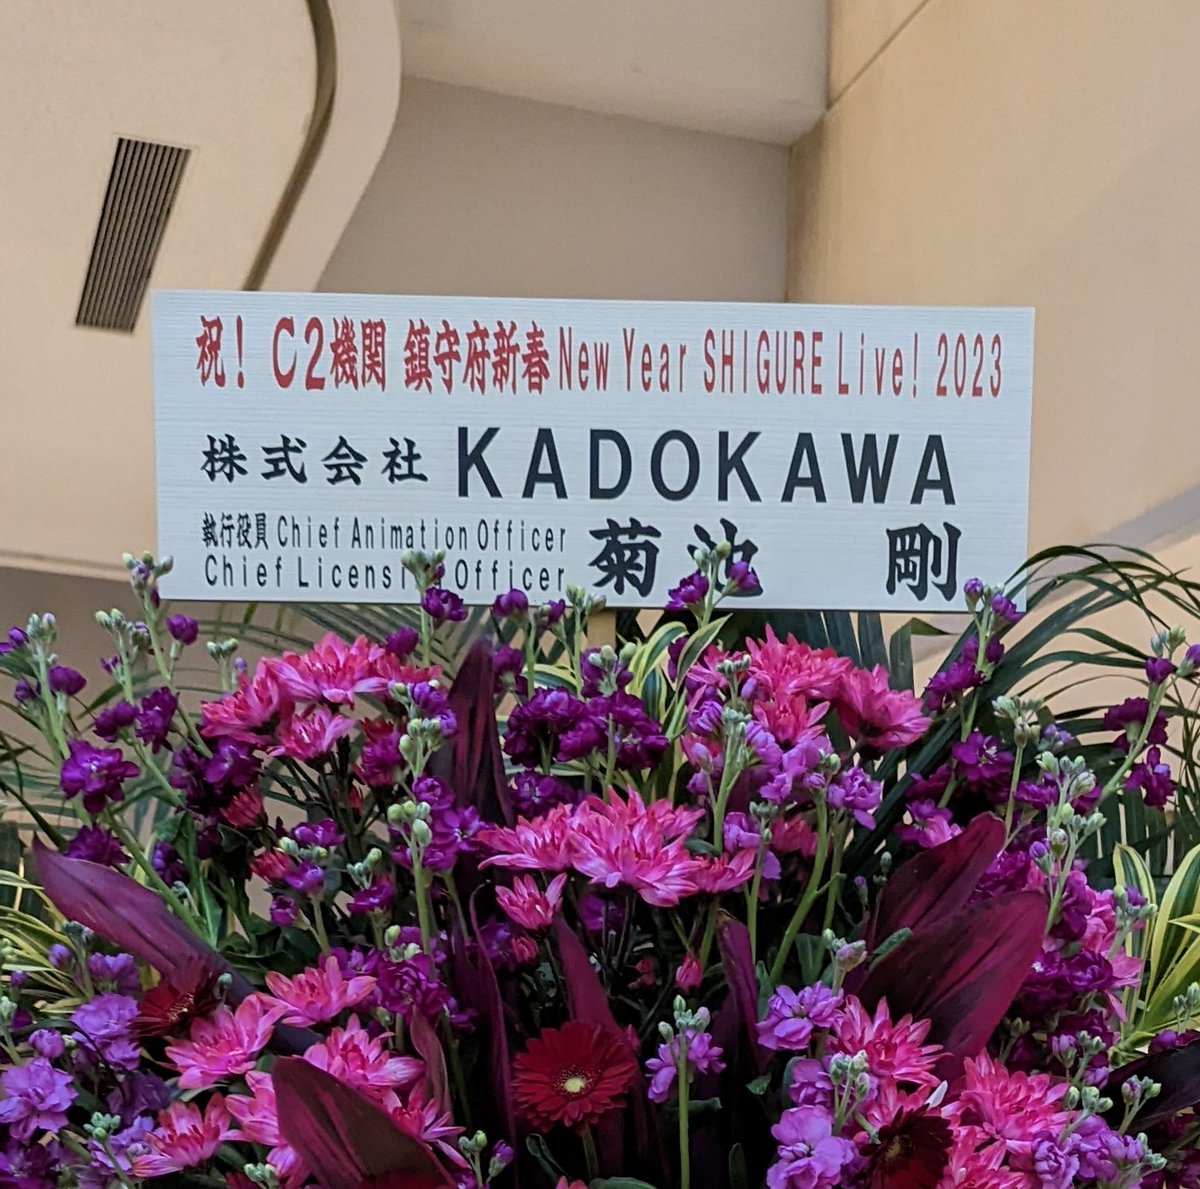 祝! C2機関 鎮守府新春 New Year SHIGURE Live! 2023
株式会社 KADOKAWA
執行役員 Chief Animation Officer
Chief Licensing Officer
菊池 剛